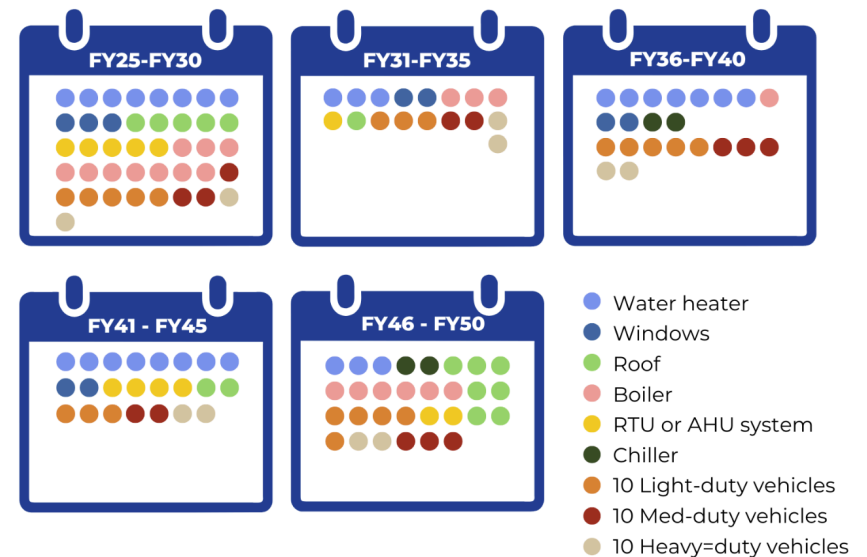 FY25-FY30
FY31-FY35
FY36-FY40
FY41 - FY45
FY46 - FY50
Water heater
Windows
Roof
Boiler
RTU or AHU system
Chiller
10 Light-duty vehicles
10 Med-duty vehicles
10 Heavy=duty vehicles